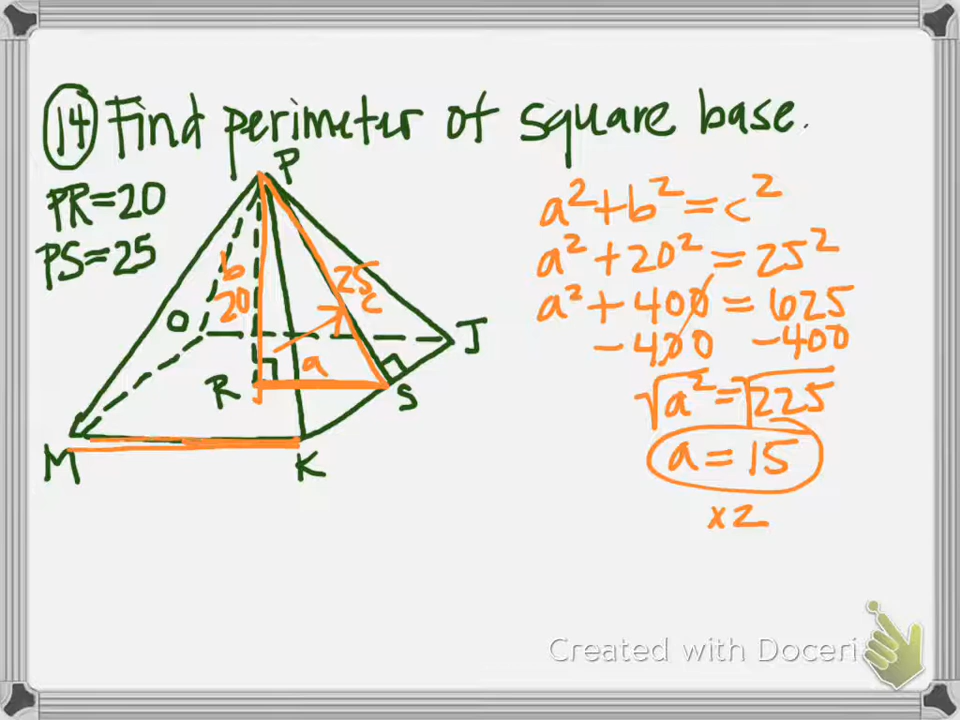 14 Find perimeter of square base.
PR=20
PS=25
P
O
b
20
25
c
J
R
a
S
M
K
a²+b²=c²
a²+20²=25²
a²+400=625
-400 -400
√a²=√225
a=15
x2
Created with Doceri